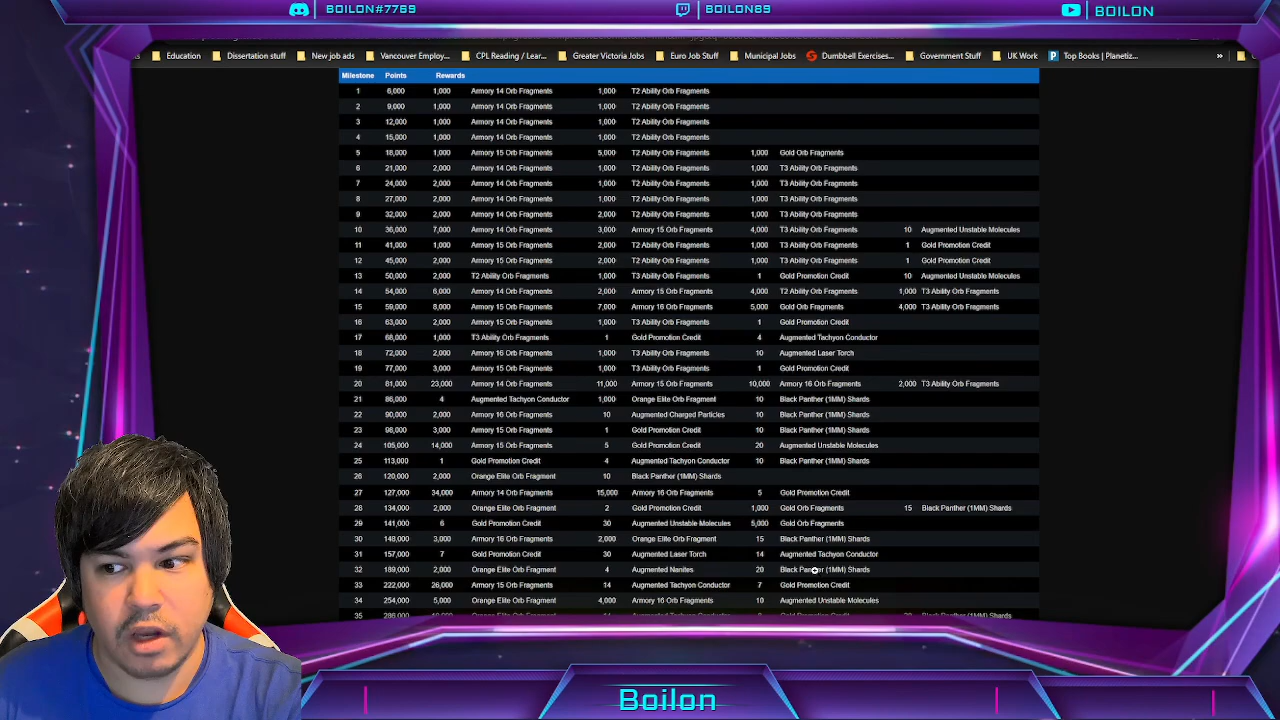 BOILON#7769 BOILON89 BOILON
Education Dissertation stuff New job ads Vancouver Employ... CPL Reading / Lear... Greater Victoria Jobs Euro Job Stuff Municipal Jobs Dumbbell Exercises... Government Stuff UK Work Top Books | Planetiz... »
Milestone Points Rewards
1 6,000 1,000 Armory 14 Orb Fragments 1,000 T2 Ability Orb Fragments
2 9,000 1,000 Armory 14 Orb Fragments 1,000 T2 Ability Orb Fragments
3 12,000 1,000 Armory 14 Orb Fragments 1,000 T2 Ability Orb Fragments
4 15,000 1,000 Armory 14 Orb Fragments 1,000 T2 Ability Orb Fragments
5 18,000 1,000 Armory 15 Orb Fragments 5,000 T2 Ability Orb Fragments 1,000 Gold Orb Fragments
6 21,000 2,000 Armory 14 Orb Fragments 1,000 T2 Ability Orb Fragments 1,000 T3 Ability Orb Fragments
7 24,000 2,000 Armory 14 Orb Fragments 1,000 T2 Ability Orb Fragments 1,000 T3 Ability Orb Fragments
8 27,000 2,000 Armory 14 Orb Fragments 1,000 T2 Ability Orb Fragments 1,000 T3 Ability Orb Fragments
9 32,000 2,000 Armory 14 Orb Fragments 2,000 T2 Ability Orb Fragments 1,000 T3 Ability Orb Fragments
10 36,000 7,000 Armory 14 Orb Fragments 3,000 Armory 15 Orb Fragments 4,000 T2 Ability Orb Fragments 10 Augmented Unstable Molecules
11 41,000 1,000 Armory 15 Orb Fragments 2,000 T2 Ability Orb Fragments 1,000 T3 Ability Orb Fragments 1 Gold Promotion Credit
12 45,000 2,000 Armory 15 Orb Fragments 2,000 T2 Ability Orb Fragments 1,000 T3 Ability Orb Fragments 1 Gold Promotion Credit
13 50,000 2,000 T2 Ability Orb Fragments 1,000 T3 Ability Orb Fragments 1 Gold Promotion Credit 10 Augmented Unstable Molecules
14 54,000 6,000 Armory 14 Orb Fragments 2,000 Armory 15 Orb Fragments 4,000 T2 Ability Orb Fragments 1,000 T3 Ability Orb Fragments
15 59,000 8,000 Armory 15 Orb Fragments 7,000 Armory 16 Orb Fragments 5,000 Gold Orb Fragments 4,000 T3 Ability Orb Fragments
16 63,000 2,000 Armory 15 Orb Fragments 1,000 T3 Ability Orb Fragments 1 Gold Promotion Credit
17 68,000 1,000 T3 Ability Orb Fragments 1 Gold Promotion Credit 4 Augmented Tachyon Conductor
18 72,000 2,000 Armory 16 Orb Fragments 1,000 T3 Ability Orb Fragments 10 Augmented Laser Torch
19 77,000 3,000 Armory 15 Orb Fragments 1,000 T3 Ability Orb Fragments 1 Gold Promotion Credit
20 81,000 23,000 Armory 14 Orb Fragments 11,000 Armory 15 Orb Fragments 10,000 Armory 16 Orb Fragments 2,000 T3 Ability Orb Fragments
21 86,000 4 Augmented Tachyon Conductor 1,000 Orange Elite Orb Fragment 10 Black Panther (1MM) Shards
22 90,000 2,000 Armory 16 Orb Fragments 10 Augmented Charged Particles 10 Black Panther (1MM) Shards
23 98,000 3,000 Armory 15 Orb Fragments 1 Gold Promotion Credit 10 Black Panther (1MM) Shards
24 105,000 14,000 Armory 15 Orb Fragments 5 Gold Promotion Credit 20 Augmented Unstable Molecules
25 113,000 1 Gold Promotion Credit 4 Augmented Tachyon Conductor 10 Black Panther (1MM) Shards
26 120,000 2,000 Orange Elite Orb Fragment 10 Black Panther (1MM) Shards
27 127,000 34,000 Armory 14 Orb Fragments 15,000 Armory 16 Orb Fragments 5 Gold Promotion Credit
28 134,000 2,000 Orange Elite Orb Fragment 2 Gold Promotion Credit 1,000 Gold Orb Fragments 15 Black Panther (1MM) Shards
29 141,000 6 Gold Promotion Credit 30 Augmented Unstable Molecules 5,000 Gold Orb Fragments
30 148,000 3,000 Armory 16 Orb Fragments 2,000 Orange Elite Orb Fragment 15 Black Panther (1MM) Shards
31 157,000 7 Gold Promotion Credit 30 Augmented Laser Torch 14 Augmented Tachyon Conductor
32 189,000 2,000 Orange Elite Orb Fragment 4 Augmented Nanites 20 Black Panther (1MM) Shards
33 222,000 26,000 Armory 15 Orb Fragments 14 Augmented Tachyon Conductor 7 Gold Promotion Credit
34 254,000 5,000 Orange Elite Orb Fragment 4,000 Armory 16 Orb Fragments 10 Augmented Unstable Molecules
35
Boilon